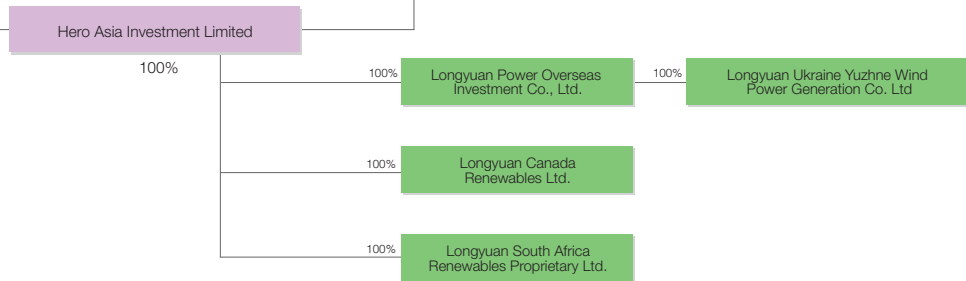 Hero Asia Investment Limited
100%
100%
Longyuan Power Overseas
Investment Co., Ltd.
100%
Longyuan Ukraine Yuzhne Wind
Power Generation Co. Ltd
100%
Longyuan Canada
Renewables Ltd.
100%
Longyuan South Africa
Renewables Proprietary Ltd.